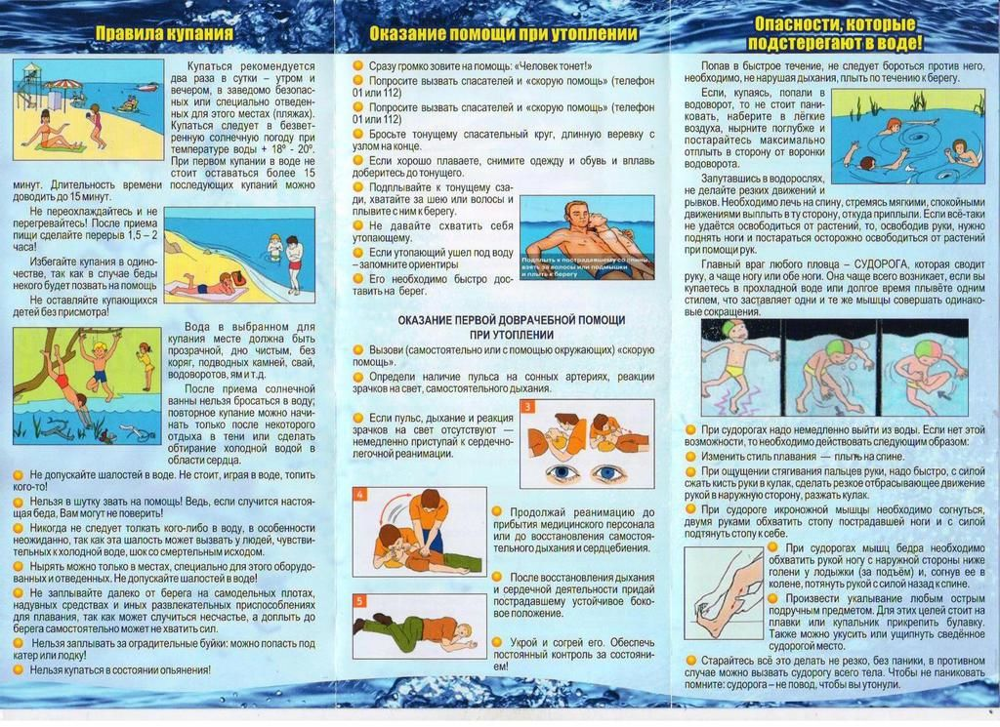 Правила купания
Купаться рекомендуется
два раза в сутки – утром и
вечером, в заведомо безопас-
ных или специально отведен-
ных для этого местах (пляжах).
Купаться следует в безвет-
ренную солнечную погоду при
температуре воды + 18° - 20°.
При первом купании в воде не
стоит оставаться более 15
минут. Длительность времени последующих купаний можно
доводить до 15 минут.
Не переохлаждайтесь и не
перегревайтесь! После приема
пищи сделайте перерыв 1,5 – 2
часа!
Избегайте купания в одино-
честве, так как в случае беды
некого будет позвать на помощь
Не оставляйте купающихся
детей без присмотра!
Вода в выбранном для
купания месте должна быть
прозрачной, дно чистым, без
коряг, подводных камней, свай,
водоворотов, ям и т.д.
После приема солнечной
ванны нельзя бросаться в воду;
повторное купание можно начи-
нать только после некоторого
отдыха в тени или сделать
обтирание холодной водой в
области сердца.
Не допускайте шалостей в воде. Не стоит, играя в воде, топить
кого-то!
Нельзя в шутку звать на помощь! Ведь, если случится настоя-
щая беда, Вам могут не поверить!
Никогда не следует толкать кого-либо в воду, в особенности
неожиданно, так как эта шалость может вызвать у людей, чувстви-
тельных к холодной воде, шок со смертельным исходом.
Нырять можно только в местах, специально для этого оборудо-
ванных и отведенных. Не допускайте шалостей в воде!
Не заплывайте далеко от берега на самодельных плотах,
надувных средствах и иных развлекательных приспособлениях
для плавания, так как может случиться несчастье, а доплыть до
берега самостоятельно может не хватить сил.
Нельзя заплывать за оградительные буйки: можно попасть под
катер или лодку!
Нельзя купаться в состоянии опьянения!
Оказание помощи при утоплении
Сразу громко зовите на помощь: «Человек тонет!»
Попросите вызвать спасателей и «скорую помощь» (телефон
01 или 112)
Попросите вызвать спасателей и «скорую помощь» (телефон
01 или 112)
Бросьте тонущему спасательный круг, длинную веревку с
узлом на конце.
Если хорошо плаваете, снимите одежду и обувь и вплавь
доберитесь до тонущего.
Подплывайте к тонущему сза-
ди, хватайте за шею или волосы и
плывите с ним к берегу.
Не давайте схватить себя
утопающему.
Если утопающий ушел под воду
– запомните ориентиры
Его необходимо быстро дос-
тавить на берег.
Подплыть к пострадавшему со спины,
взять за волосы или подмышки
и плыть к берегу
ОКАЗАНИЕ ПЕРВОЙ ДОВРАЧЕБНОЙ ПОМОЩИ
ПРИ УТОПЛЕНИИ
Вызови (самостоятельно или с помощью окружающих) «скорую
помощь».
Определи наличие пульса на сонных артериях, реакции
зрачков на свет, самостоятельного дыхания.
Если пульс, дыхание и реакция
зрачков на свет отсутствуют —
немедленно приступай к сердечно-
легочной реанимации.
3
4
Продолжай реанимацию до
прибытия медицинского персонала
или до восстановления самостоя-
тельного дыхания и сердцебиения.
После восстановления дыхания
и сердечной деятельности придай
пострадавшему устойчивое боко-
вое положение.
5
Укрой и согрей его. Обеспечь
постоянный контроль за состояни-
ем!
Опасности, которые
подстерегают в воде!
Попав в быстрое течение, не следует бороться против него,
необходимо, не нарушая дыхания, плыть по течению к берегу.
Если, купаясь, попали в
водоворот, то не стоит пани-
ковать, наберите в лёгкие
воздуха, нырните поглубже и
постарайтесь максимально
отплыть в сторону от воронки
водоворота.
Запутавшись в водорослях,
не делайте резких движений и
рывков. Необходимо лечь на спину, стремясь мягкими, спокойными
движениями выплыть в ту сторону, откуда приплыли. Если всё-таки
не удаётся освободиться от растений, то, освободив руки, нужно
поднять ноги и постараться осторожно освободиться от растений
при помощи рук.
Главный враг любого пловца – СУДОРОГА, которая сводит
руку, а чаще ногу или обе ноги. Она чаще всего возникает, если вы
купаетесь в прохладной воде или долгое время плывёте одним
стилем, что заставляет одни и те же мышцы совершать одинако-
вые сокращения.
При судорогах надо немедленно выйти из воды. Если нет этой
возможности, то необходимо действовать следующим образом:
Изменить стиль плавания — плыть на спине.
При ощущении стягивания пальцев руки, надо быстро, с силой
сжать кисть руки в кулак, сделать резкое отбрасывающее движение
рукой в наружную сторону, разжать кулак.
При судороге икроножной мышцы необходимо согнуться,
двумя руками обхватить стопу пострадавшей ноги и с силой
подтянуть стопу к себе.
При судорогах мышц бедра необходимо
обхватить рукой ногу с наружной стороны ниже
голени у лодыжки (за подъём) и, согнув ее в
колене, потянуть рукой с силой назад к спине.
Произвести укалывание любым острым
подручным предметом. Для этих целей стоит на
плавки или купальник прикрепить булавку.
Также можно укусить или ущипнуть сведённое
судорогой место.
Старайтесь всё это делать не резко, без паники, в противном
случае можно вызвать судорогу всего тела. Чтобы не паниковать
помните: судорога – не повод, чтобы вы утонули.